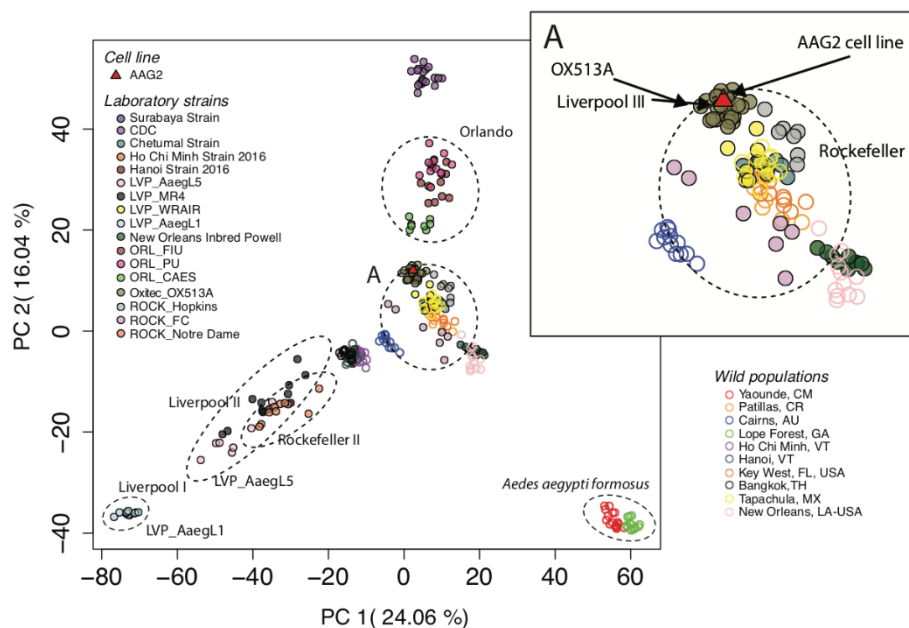 Cell line
AAG2
Laboratory strains
Surabaya Strain
CDC
Chetumal Strain
Ho Chi Minh Strain 2016
Hanoi Strain 2016
LVP_AaegL5
LVP_MR4
LVP_WRAIR
LVP_AaegL1
New Orleans Inbred Powell
ORL_FIU
ORL_PU
ORL_CAES
Oxitec_OX513A
ROCK_Hopkins
ROCK_FC
ROCK_Notre Dame
Orlando
A
Liverpool II
Rockefeller II
LVP_AaegL5
Liverpool I
LVP_AaegL1
Aedes aegypti formosus
PC 2( 16.04 %)
40
20
0
−20
−40
−80
−60
−40
−20
0
20
40
60
PC 1( 24.06 %)
A
AAG2 cell line
OX513A
Liverpool III
Rockefeller
Wild populations
Yaounde, CM
Patillas, CR
Cairns, AU
Lope Forest, GA
Ho Chi Minh, VT
Hanoi, VT
Key West, FL, USA
Bangkok,TH
Tapachula, MX
New Orleans, LA-USA